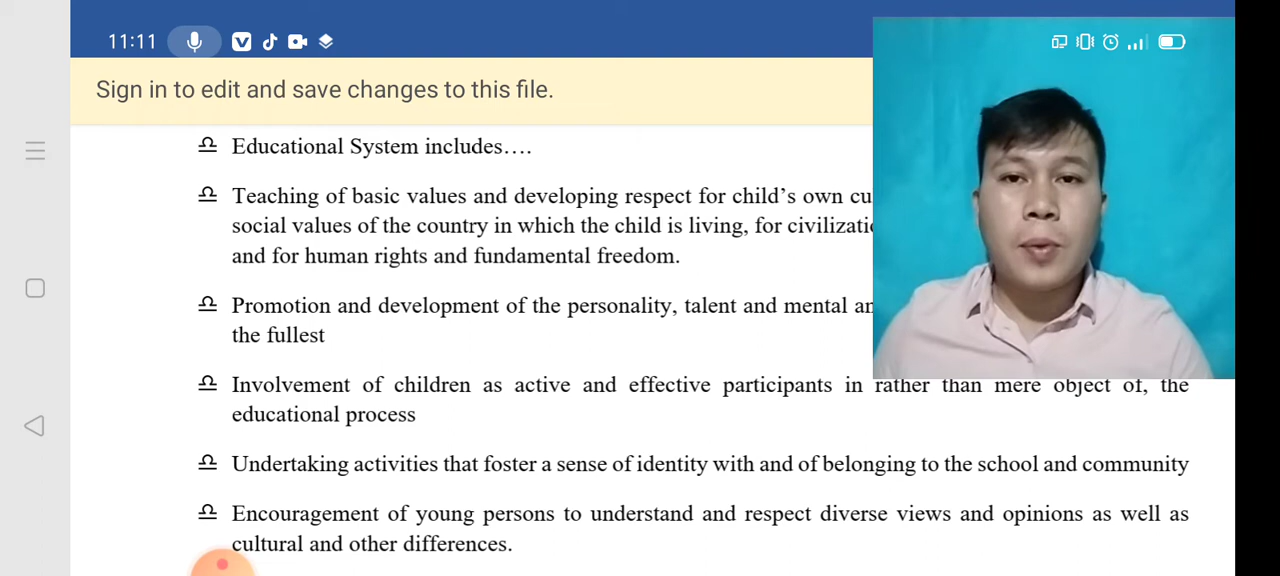 11:11
Sign in to edit and save changes to this file.
Educational System includes….
Teaching of basic values and developing respect for child’s own
social values of the country in which the child is living, for
and for human rights and fundamental freedom.
Promotion and development of the personality, talent and mental
the fullest
Involvement of children as active and effective participants in rather than mere object of, the
educational process
Undertaking activities that foster a sense of identity with and of belonging to the school and community
Encouragement of young persons to understand and respect diverse views and opinions as well as
cultural and other differences.